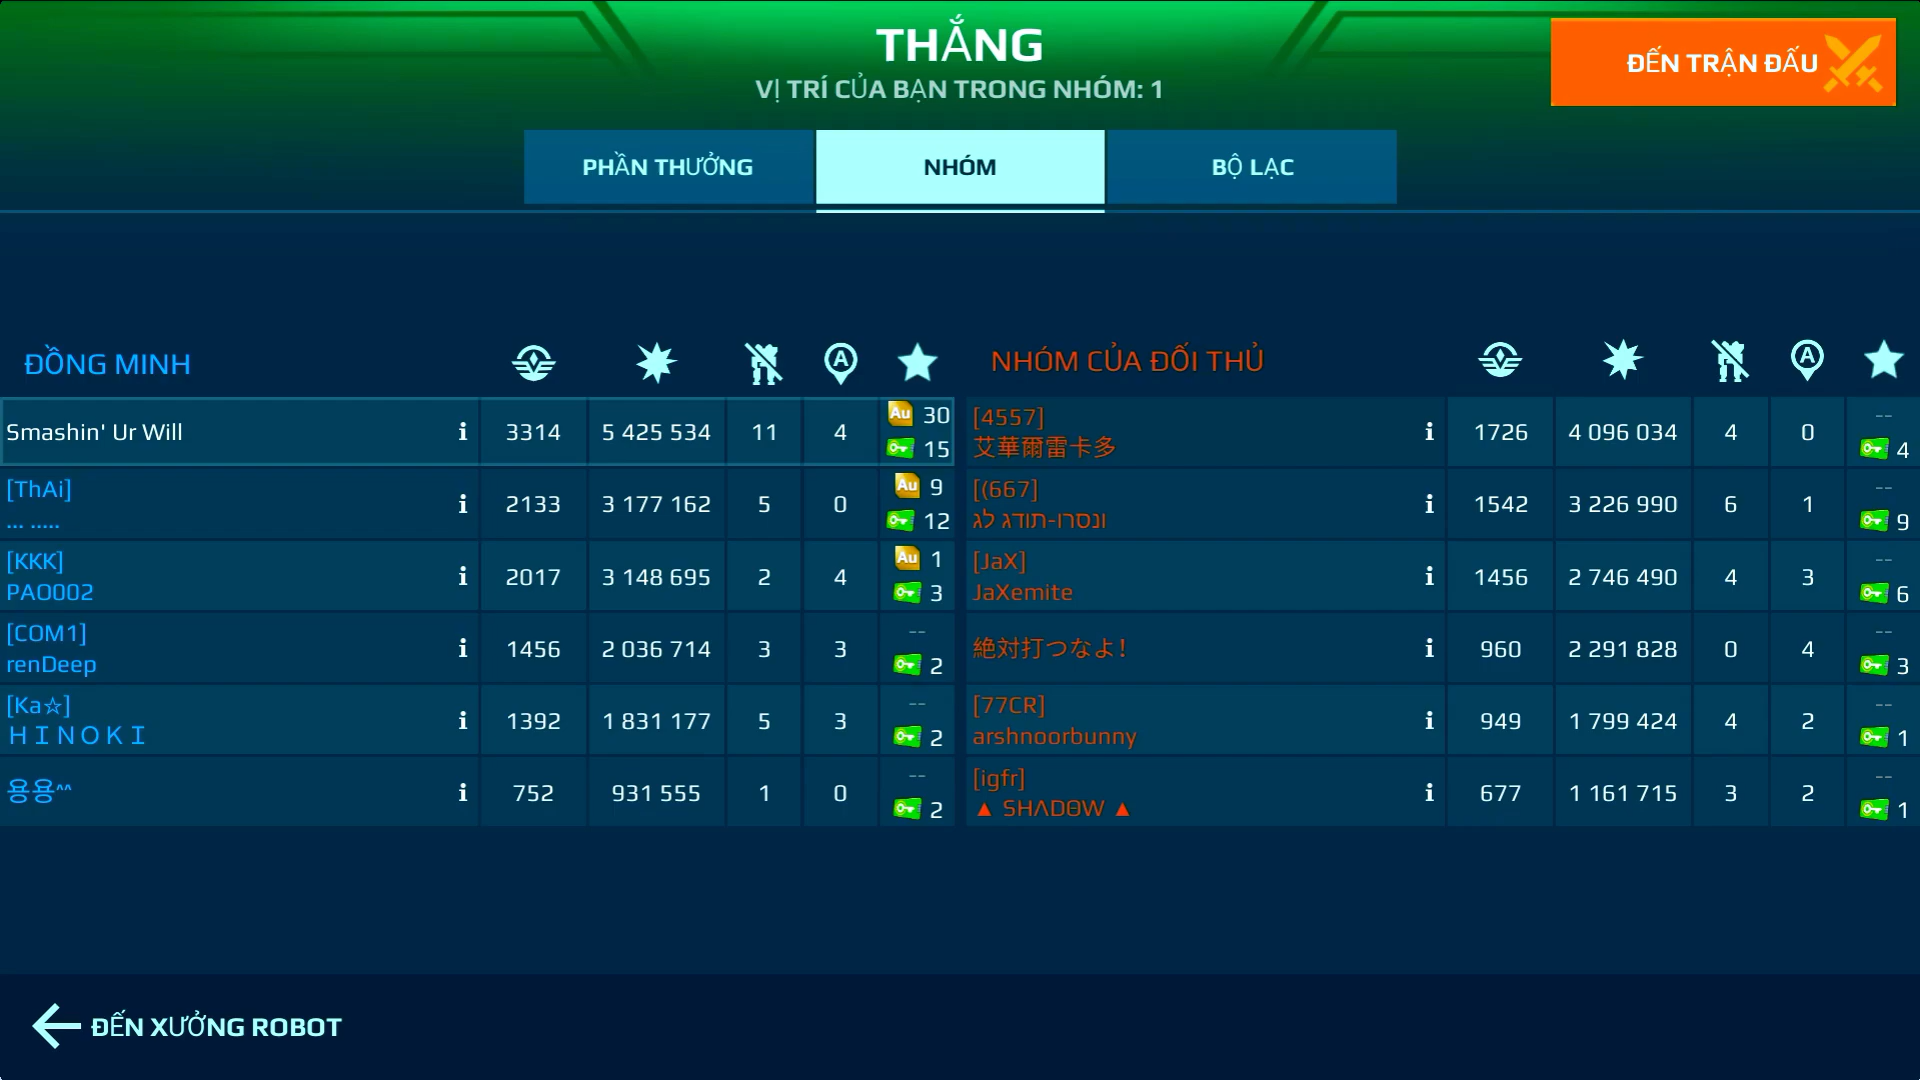 THẮNG
VỊ TRÍ CỦA BẠN TRONG NHÓM: 1
ĐẾN TRẬN ĐẤU
PHẦN THƯỞNG
NHÓM
BỘ LẠC
ĐỒNG MINH
A
Smashin' Ur Will
i 3314 5 425 534 11 4 Au 30
15
[ThAi]
... .....
i 2133 3 177 162 5 0 Au 9
12
[KKK]
PAO002
i 2017 3 148 695 2 4 Au 1
3
[COM1]
renDeep
i 1456 2 036 714 3 3 --
2
[Ka☆]
ＨＩＮＯＫＩ
i 1392 1 831 177 5 3 --
2
용용^^
i 752 931 555 1 0 --
2
NHÓM CỦA ĐỐI THỦ
A
[4557]
艾華爾雷卡多
i 1726 4 096 034 4 0 --
4
[(667]
ונסרו-תודג לג
i 1542 3 226 990 6 1 --
9
[JaX]
JaXemite
i 1456 2 746 490 4 3 --
6
絶対打つなよ！
i 960 2 291 828 0 4 --
3
[77CR]
arshnoorbunny
i 949 1 799 424 4 2 --
1
[igfr]
▲ SHΛDΘW ▲
i 677 1 161 715 3 2 --
1
ĐẾN XƯỞNG ROBOT